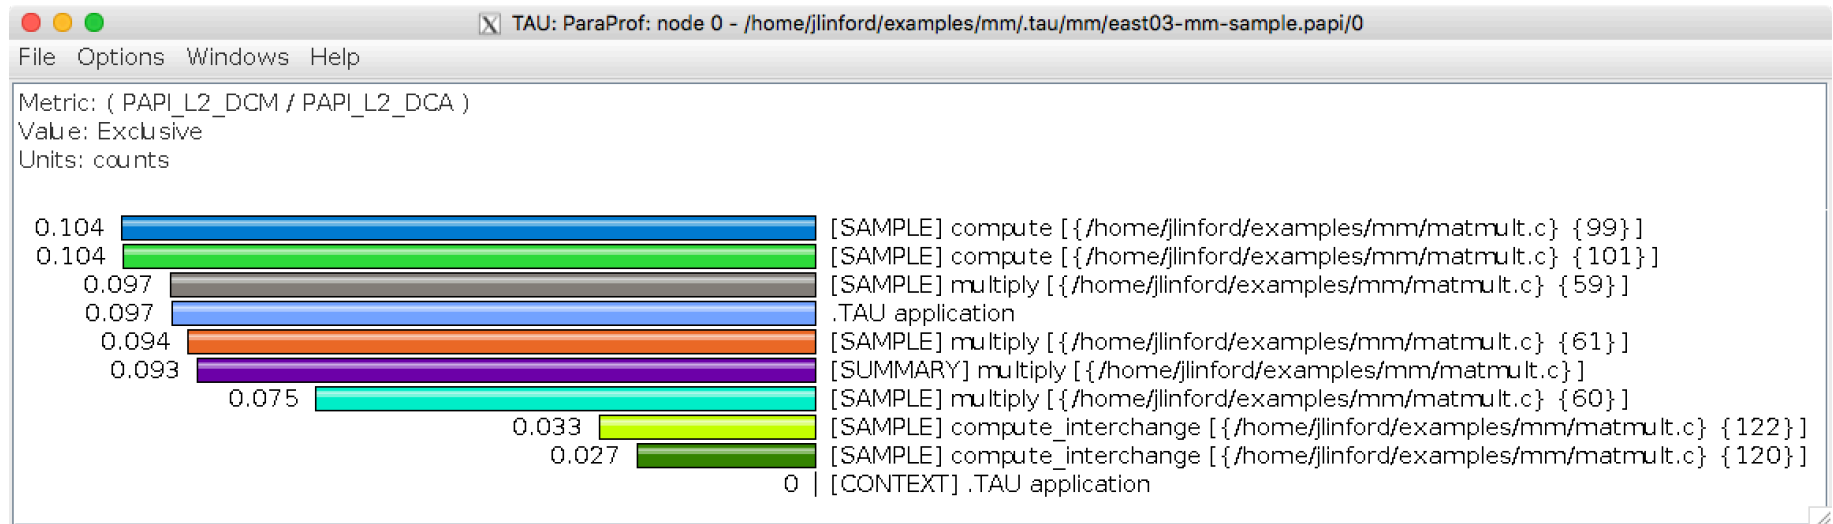 TAU: ParaProf: node 0 - /home/jlinford/examples/mm/.tau/mm/east03-mm-sample.papi/0
File Options Windows Help
Metric: ( PAPI_L2_DCM / PAPI_L2_DCA )
Value: Exclusive
Units: counts
0.104 [SAMPLE] compute [{/home/jlinford/examples/mm/matmult.c} {99}]
0.104 [SAMPLE] compute [{/home/jlinford/examples/mm/matmult.c} {101}]
0.097 [SAMPLE] multiply [{/home/jlinford/examples/mm/matmult.c} {59}]
0.097 .TAU application
0.094 [SAMPLE] multiply [{/home/jlinford/examples/mm/matmult.c} {61}]
0.093 [SUMMARY] multiply [{/home/jlinford/examples/mm/matmult.c}]
0.075 [SAMPLE] multiply [{/home/jlinford/examples/mm/matmult.c} {60}]
0.033 [SAMPLE] compute_interchange [{/home/jlinford/examples/mm/matmult.c} {122}]
0.027 [SAMPLE] compute_interchange [{/home/jlinford/examples/mm/matmult.c} {120}]
0 [CONTEXT] .TAU application